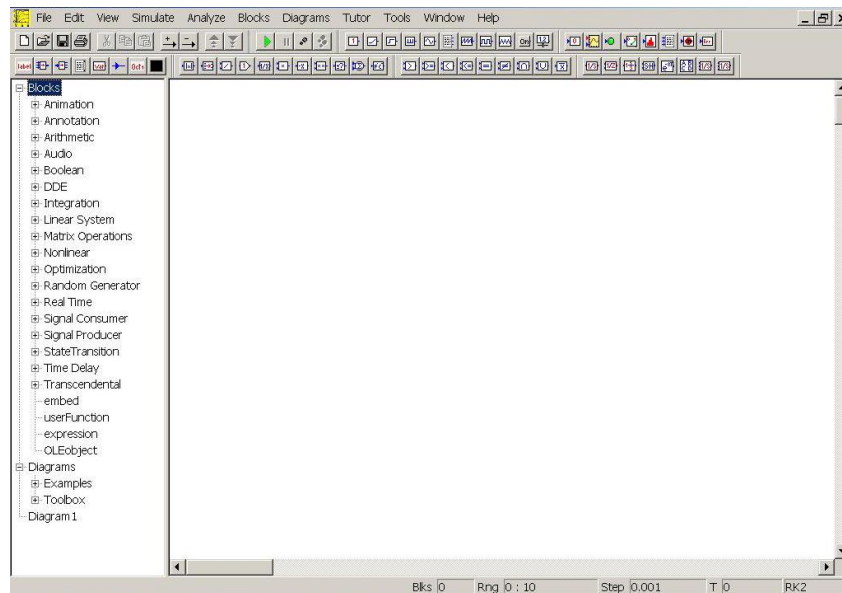 File Edit View Simulate Analyze Blocks Diagrams Tutor Tools Window Help
label
Blocks
Animation
Annotation
Arithmetic
Audio
Boolean
DDE
Integration
Linear System
Matrix Operations
Nonlinear
Optimization
Random Generator
Real Time
Signal Consumer
Signal Producer
StateTransition
Time Delay
Transcendental
embed
userFunction
expression
OLEobject
Diagrams
Examples
Toolbox
Diagram1
Blks 0 Rng 0 : 10 Step 0.001 T 0 RK2